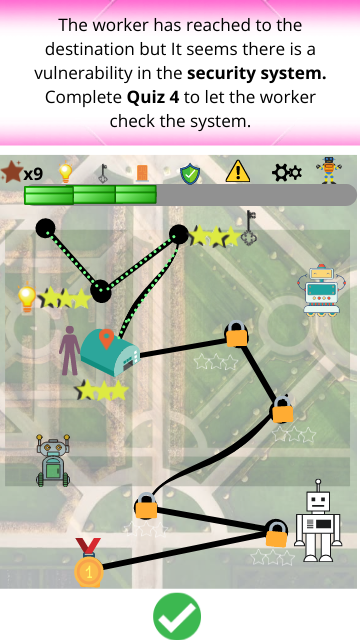 The worker has reached to the
destination but It seems there is a
vulnerability in the security system.
Complete Quiz 4 to let the worker
check the system.
x9
1